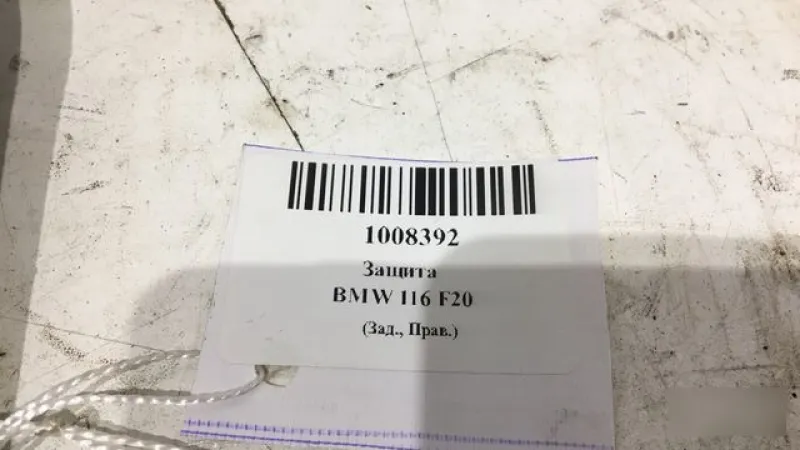 1008392
Защита
BMW 116 F20
(Зад., Прав.)